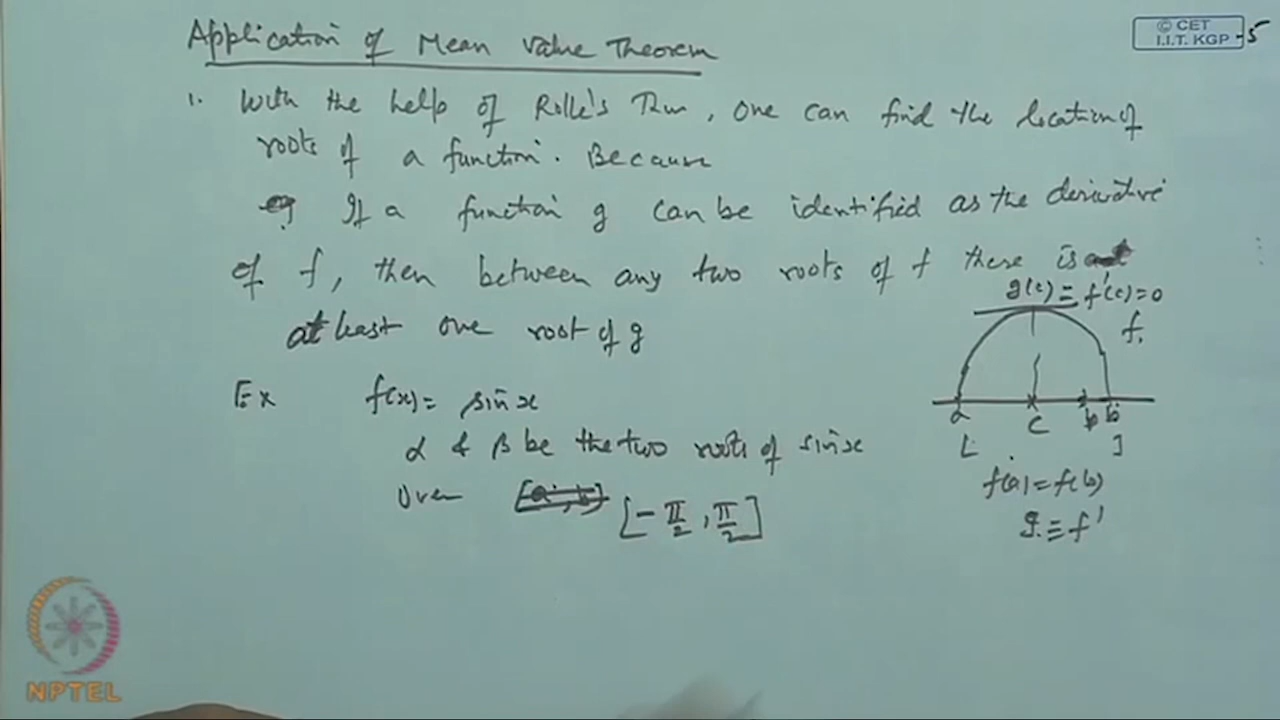 © CET
I.I.T. KGP
-5
Application of Mean Value Theorem
1. With the help of Rolle's Thm, one can find the location of
roots of a function. Because
If a function g can be identified as the derivative
of f, then between any two roots of f there is
at least one root of g
g(c) = f'(c) = 0
f.
α c b
[ . ]
f(a) = f(b)
g ≡ f'
Ex f(x) = sin x
α & β be the two roots of sin x
Over [a, b] [-π/2, π/2]
NPTEL